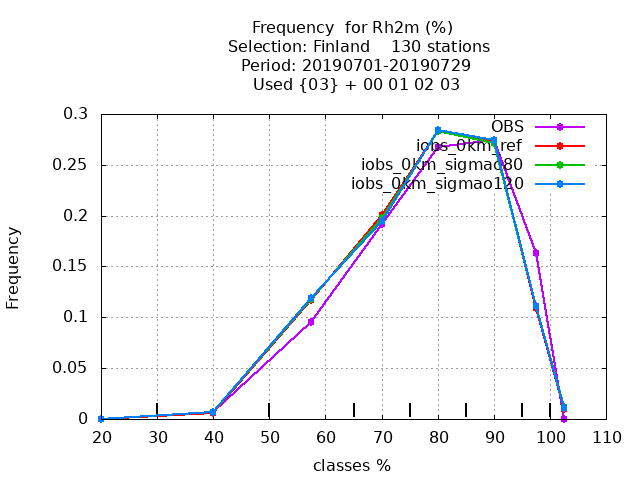 Frequency  for Rh2m (%)
Selection: Finland    130 stations
Period: 20190701-20190729
Used {03} + 00 01 02 03
OBS
iobs_0km_ref
iobs_0km_sigmao80
iobs_0km_sigmao120
Frequency
0.3
0.25
0.2
0.15
0.1
0.05
0
20 30 40 50 60 70 80 90 100 110
classes %